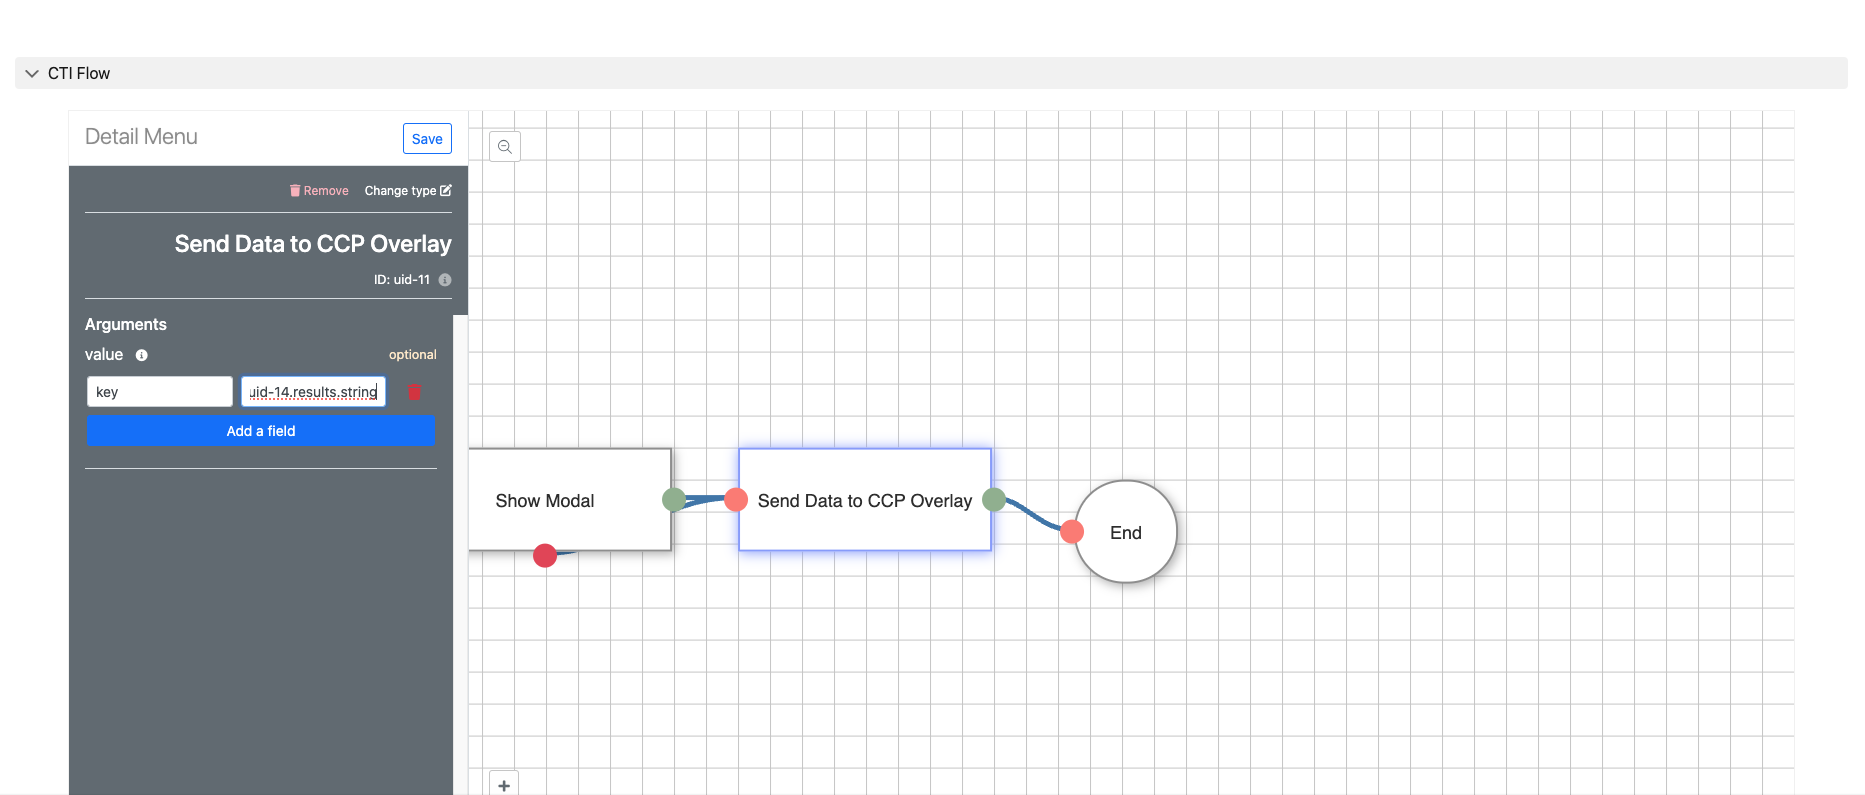 CTI Flow
Detail Menu
Save
Remove
Change type
Send Data to CCP Overlay
ID: uid-11
Arguments
value
optional
key
uid-14.results.string
Add a field
Show Modal
Send Data to CCP Overlay
End